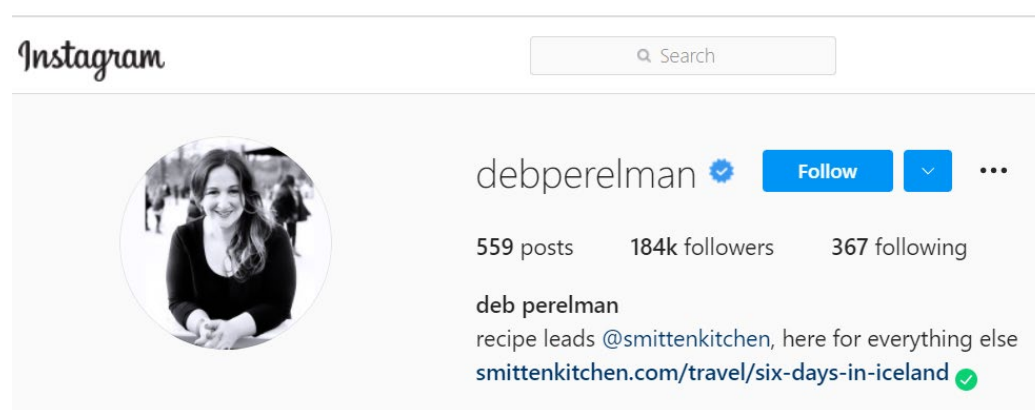 Instagram
Search
debperelman
Follow
559 posts 184k followers 367 following
deb perelman
recipe leads @smittenkitchen, here for everything else
smittenkitchen.com/travel/six-days-in-iceland